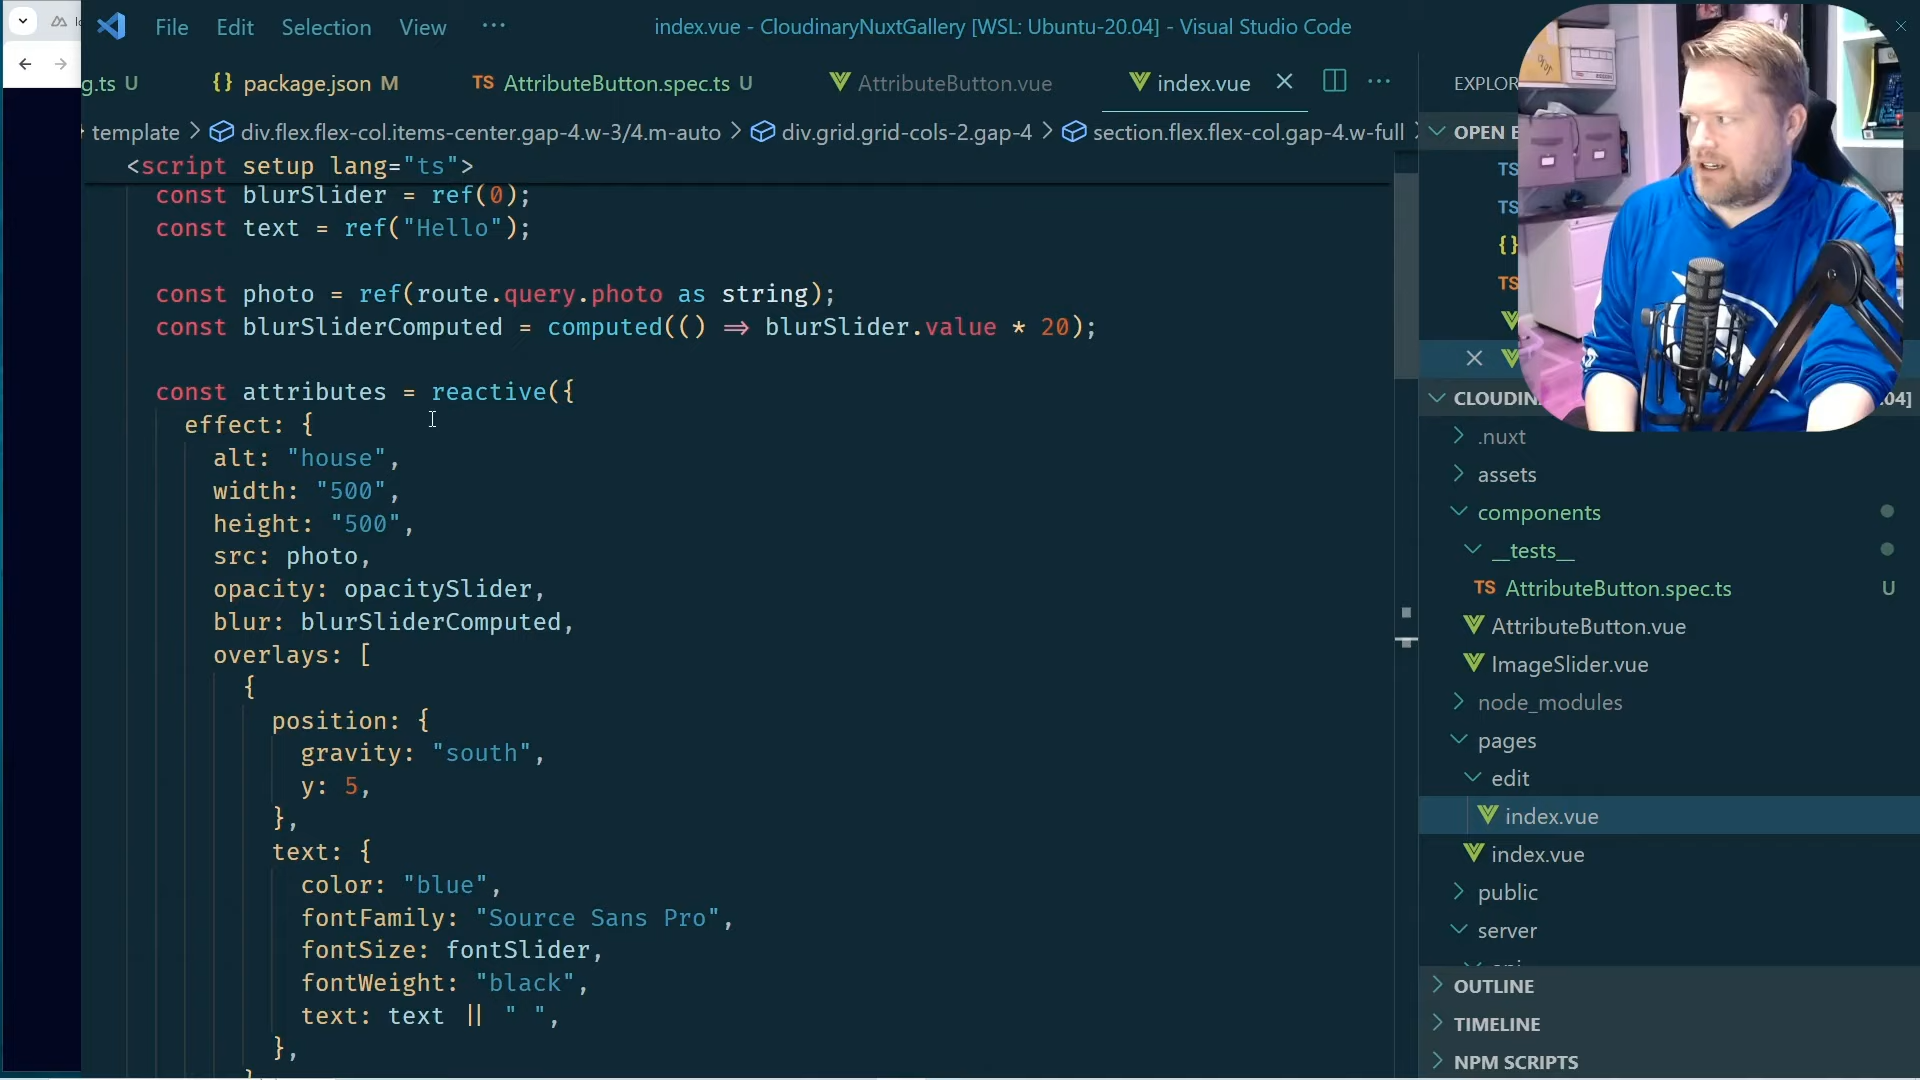 File Edit Selection View ··· index.vue - CloudinaryNuxtGallery [WSL: Ubuntu-20.04] - Visual Studio Code
g.ts U {} package.json M TS AttributeButton.spec.ts U AttributeButton.vue index.vue ···
template > div.flex.flex-col.items-center.gap-4.w-3/4.m-auto > div.grid.grid-cols-2.gap-4 > section.flex.flex-col.gap-4.w-full >
<script setup lang="ts">
const blurSlider = ref(0);
const text = ref("Hello");
const photo = ref(route.query.photo as string);
const blurSliderComputed = computed(() => blurSlider.value * 20);
const attributes = reactive({
effect: {
alt: "house",
width: "500",
height: "500",
src: photo,
opacity: opacitySlider,
blur: blurSliderComputed,
overlays: [
{
position: {
gravity: "south",
y: 5,
},
text: {
color: "blue",
fontFamily: "Source Sans Pro",
fontSize: fontSlider,
fontWeight: "black",
text: text || " ",
},
EXPLOR
OPEN E
TS
TS
{}
TS
CLOUDIN 04]
.nuxt
assets
components
__tests__
TS AttributeButton.spec.ts U
AttributeButton.vue
ImageSlider.vue
node_modules
pages
edit
index.vue
index.vue
public
server
OUTLINE
TIMELINE
NPM SCRIPTS